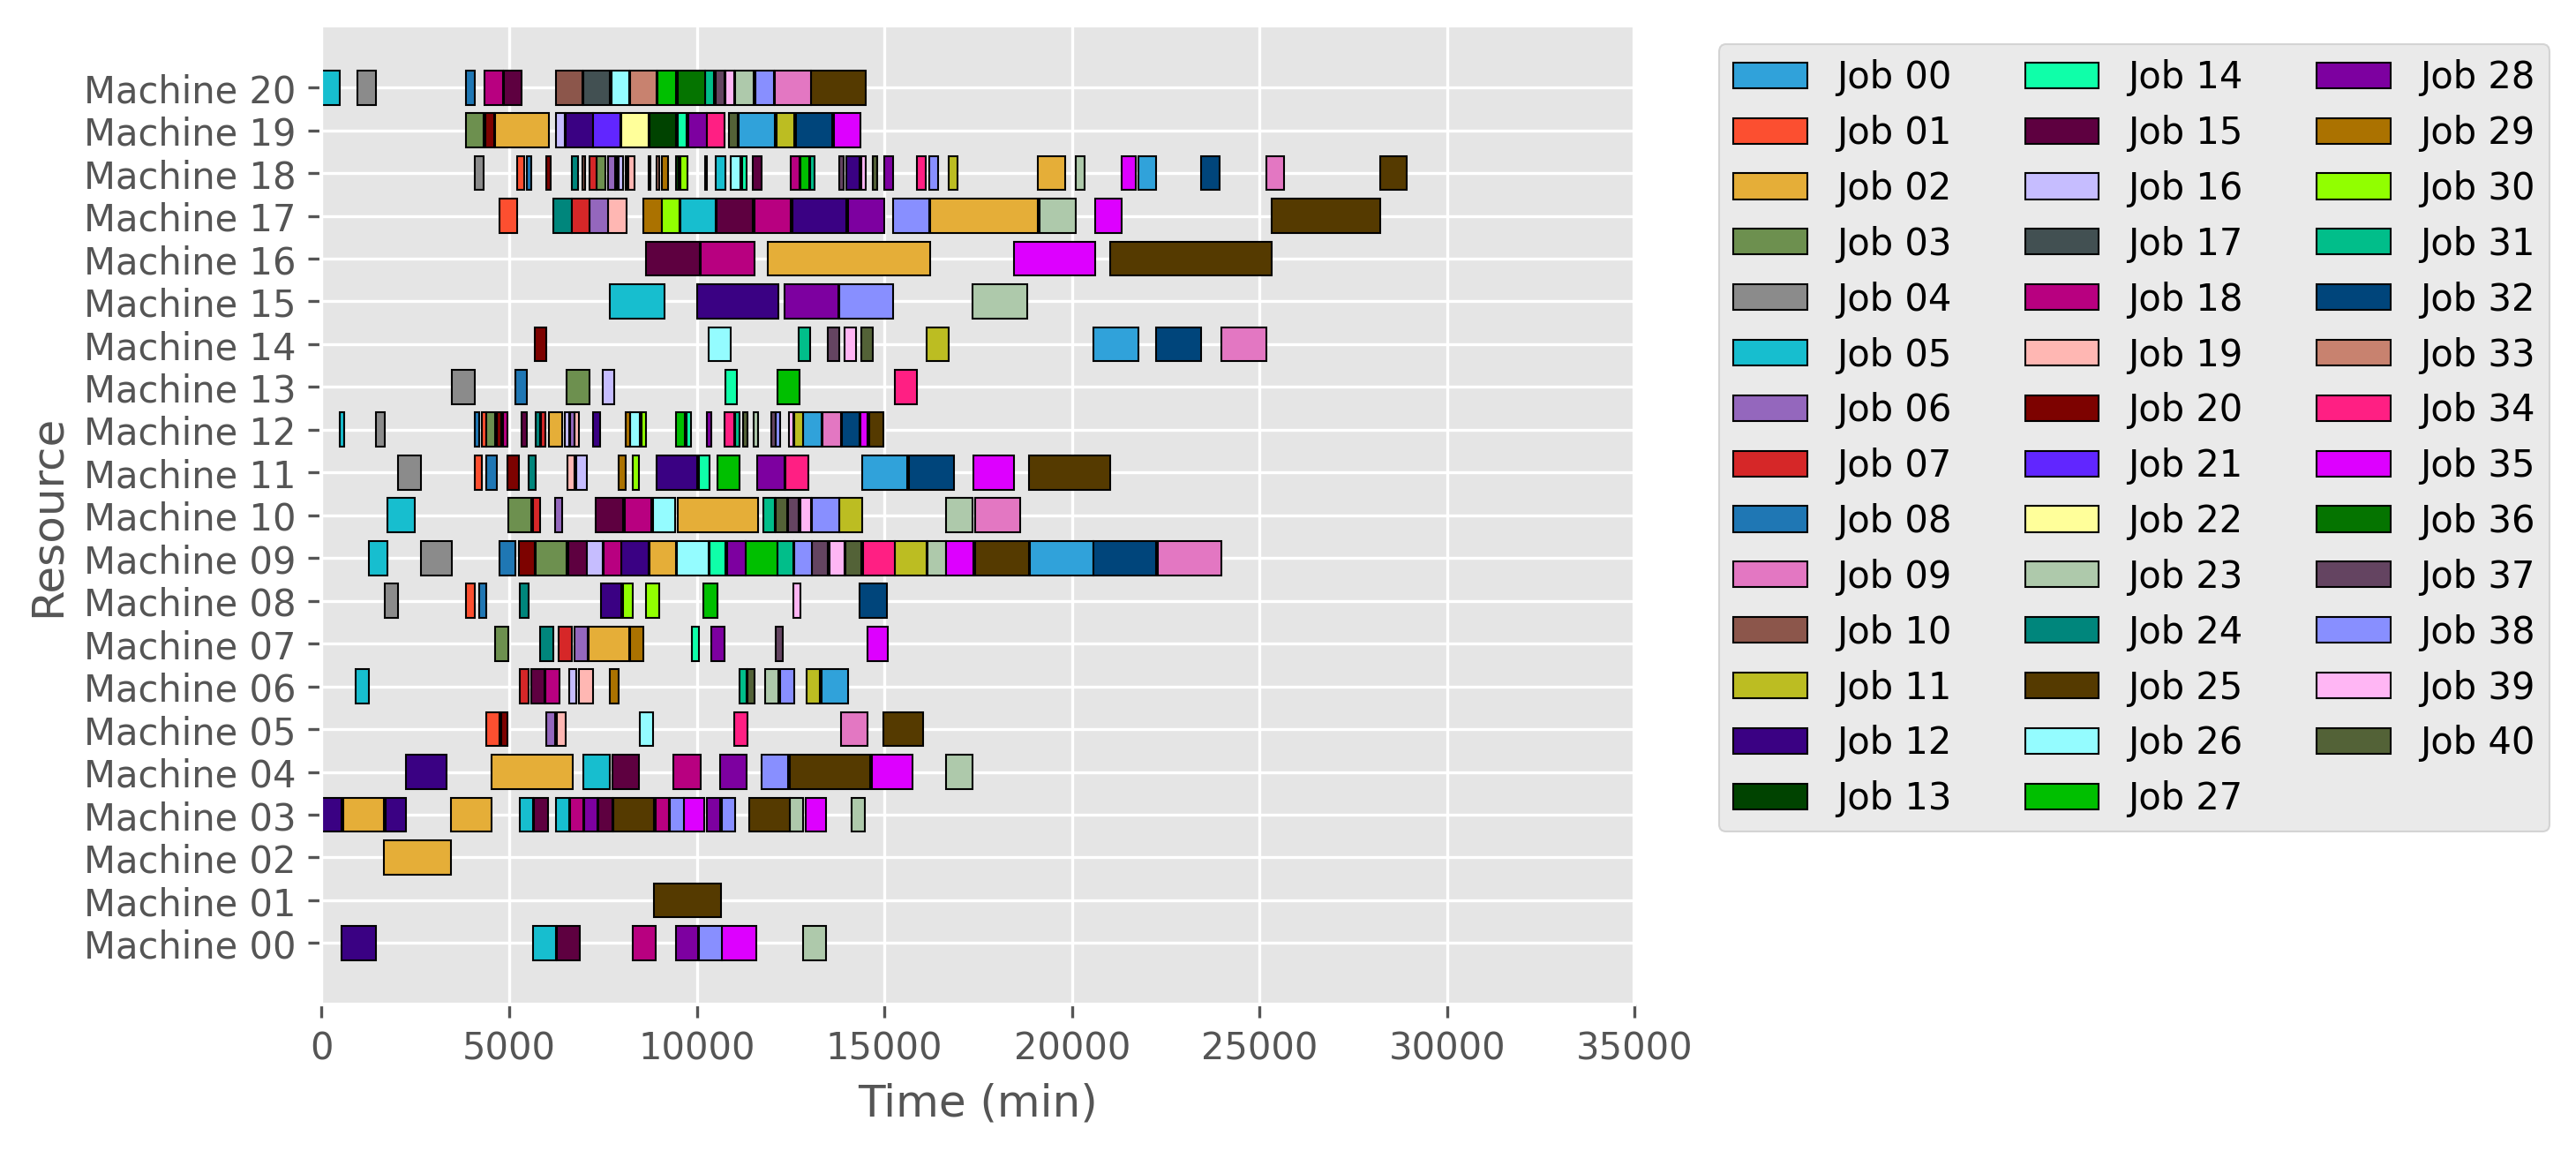 Machine 20
Machine 19
Machine 18
Machine 17
Machine 16
Machine 15
Machine 14
Machine 13
Machine 12
Machine 11
Machine 10
Machine 09
Machine 08
Machine 07
Machine 06
Machine 05
Machine 04
Machine 03
Machine 02
Machine 01
Machine 00
Resource
0 5000 10000 15000 20000 25000 30000 35000
Time (min)
Job 00
Job 01
Job 02
Job 03
Job 04
Job 05
Job 06
Job 07
Job 08
Job 09
Job 10
Job 11
Job 12
Job 13
Job 14
Job 15
Job 16
Job 17
Job 18
Job 19
Job 20
Job 21
Job 22
Job 23
Job 24
Job 25
Job 26
Job 27
Job 28
Job 29
Job 30
Job 31
Job 32
Job 33
Job 34
Job 35
Job 36
Job 37
Job 38
Job 39
Job 40